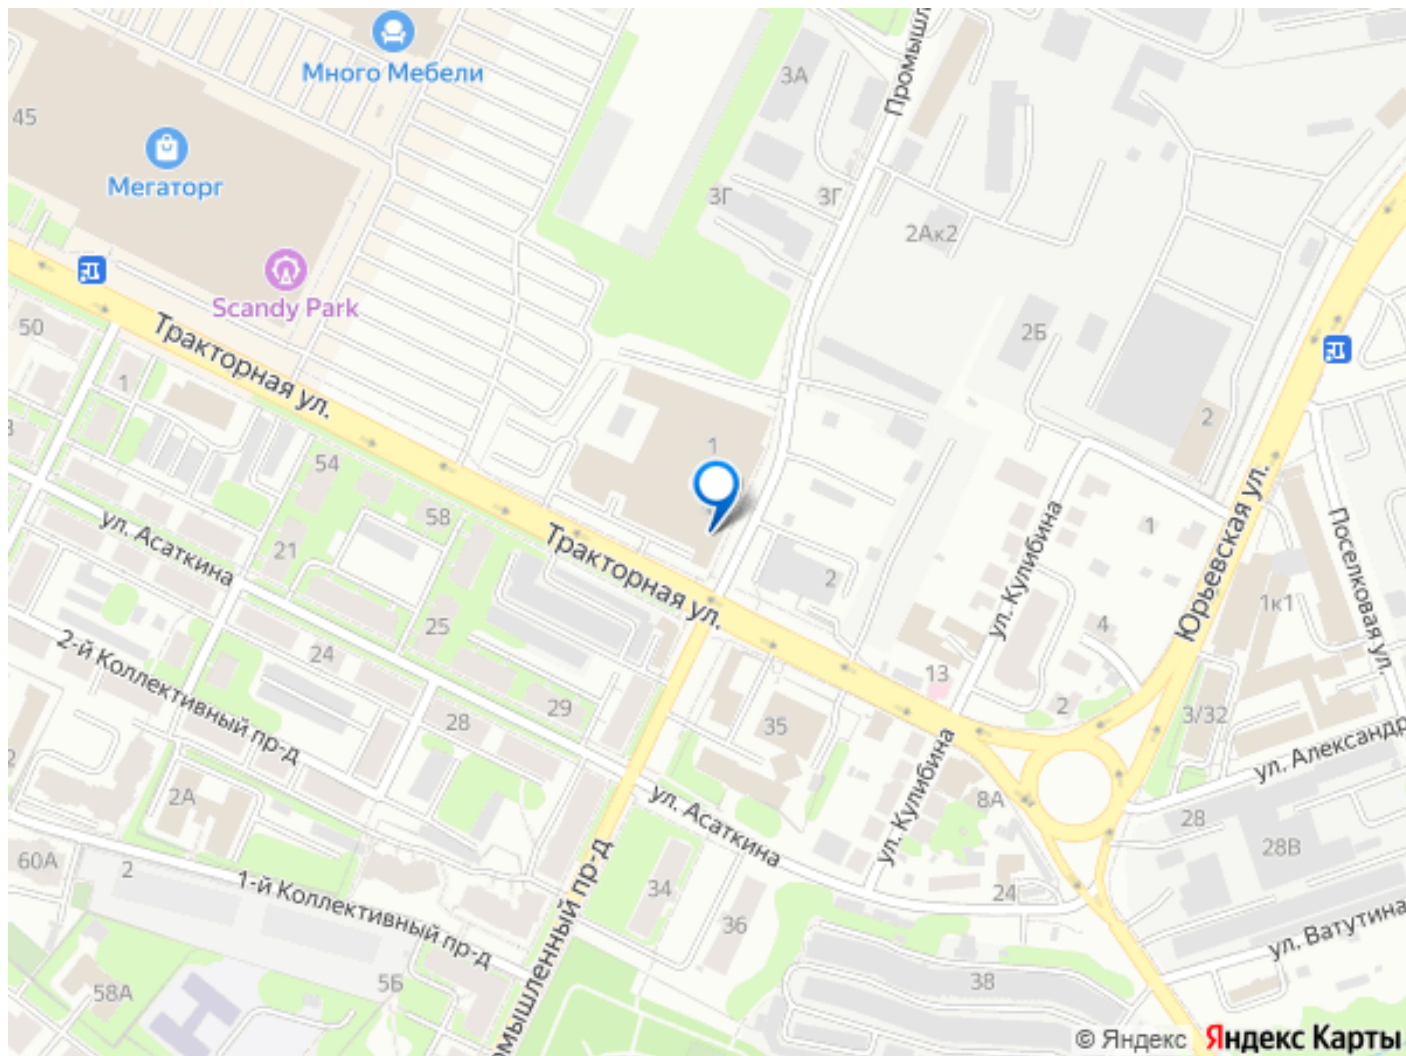 Много Мебели
Промышл
3А
45
Мегаторг
3Г
3Г
2Ак2
Scandy Park
50
Тракторная ул.
2Б
1
2
1
54
58
ул. Асаткина
21
Тракторная ул.
2
ул. Кулибина
1
Юрьевская ул.
Поселковая ул.
1к1
25
24
4
13
2-й Коллективный пр-д
29
28
35
2
3/32
ул. Александр
2А
ул. Асаткина
ул. Кулибина
8А
28
28В
60А
2
1-й Коллективный пр-д
34
36
24
ул. Ватутина
омышленный пр-д
58А
5Б
38
© Яндекс Яндекс Карты